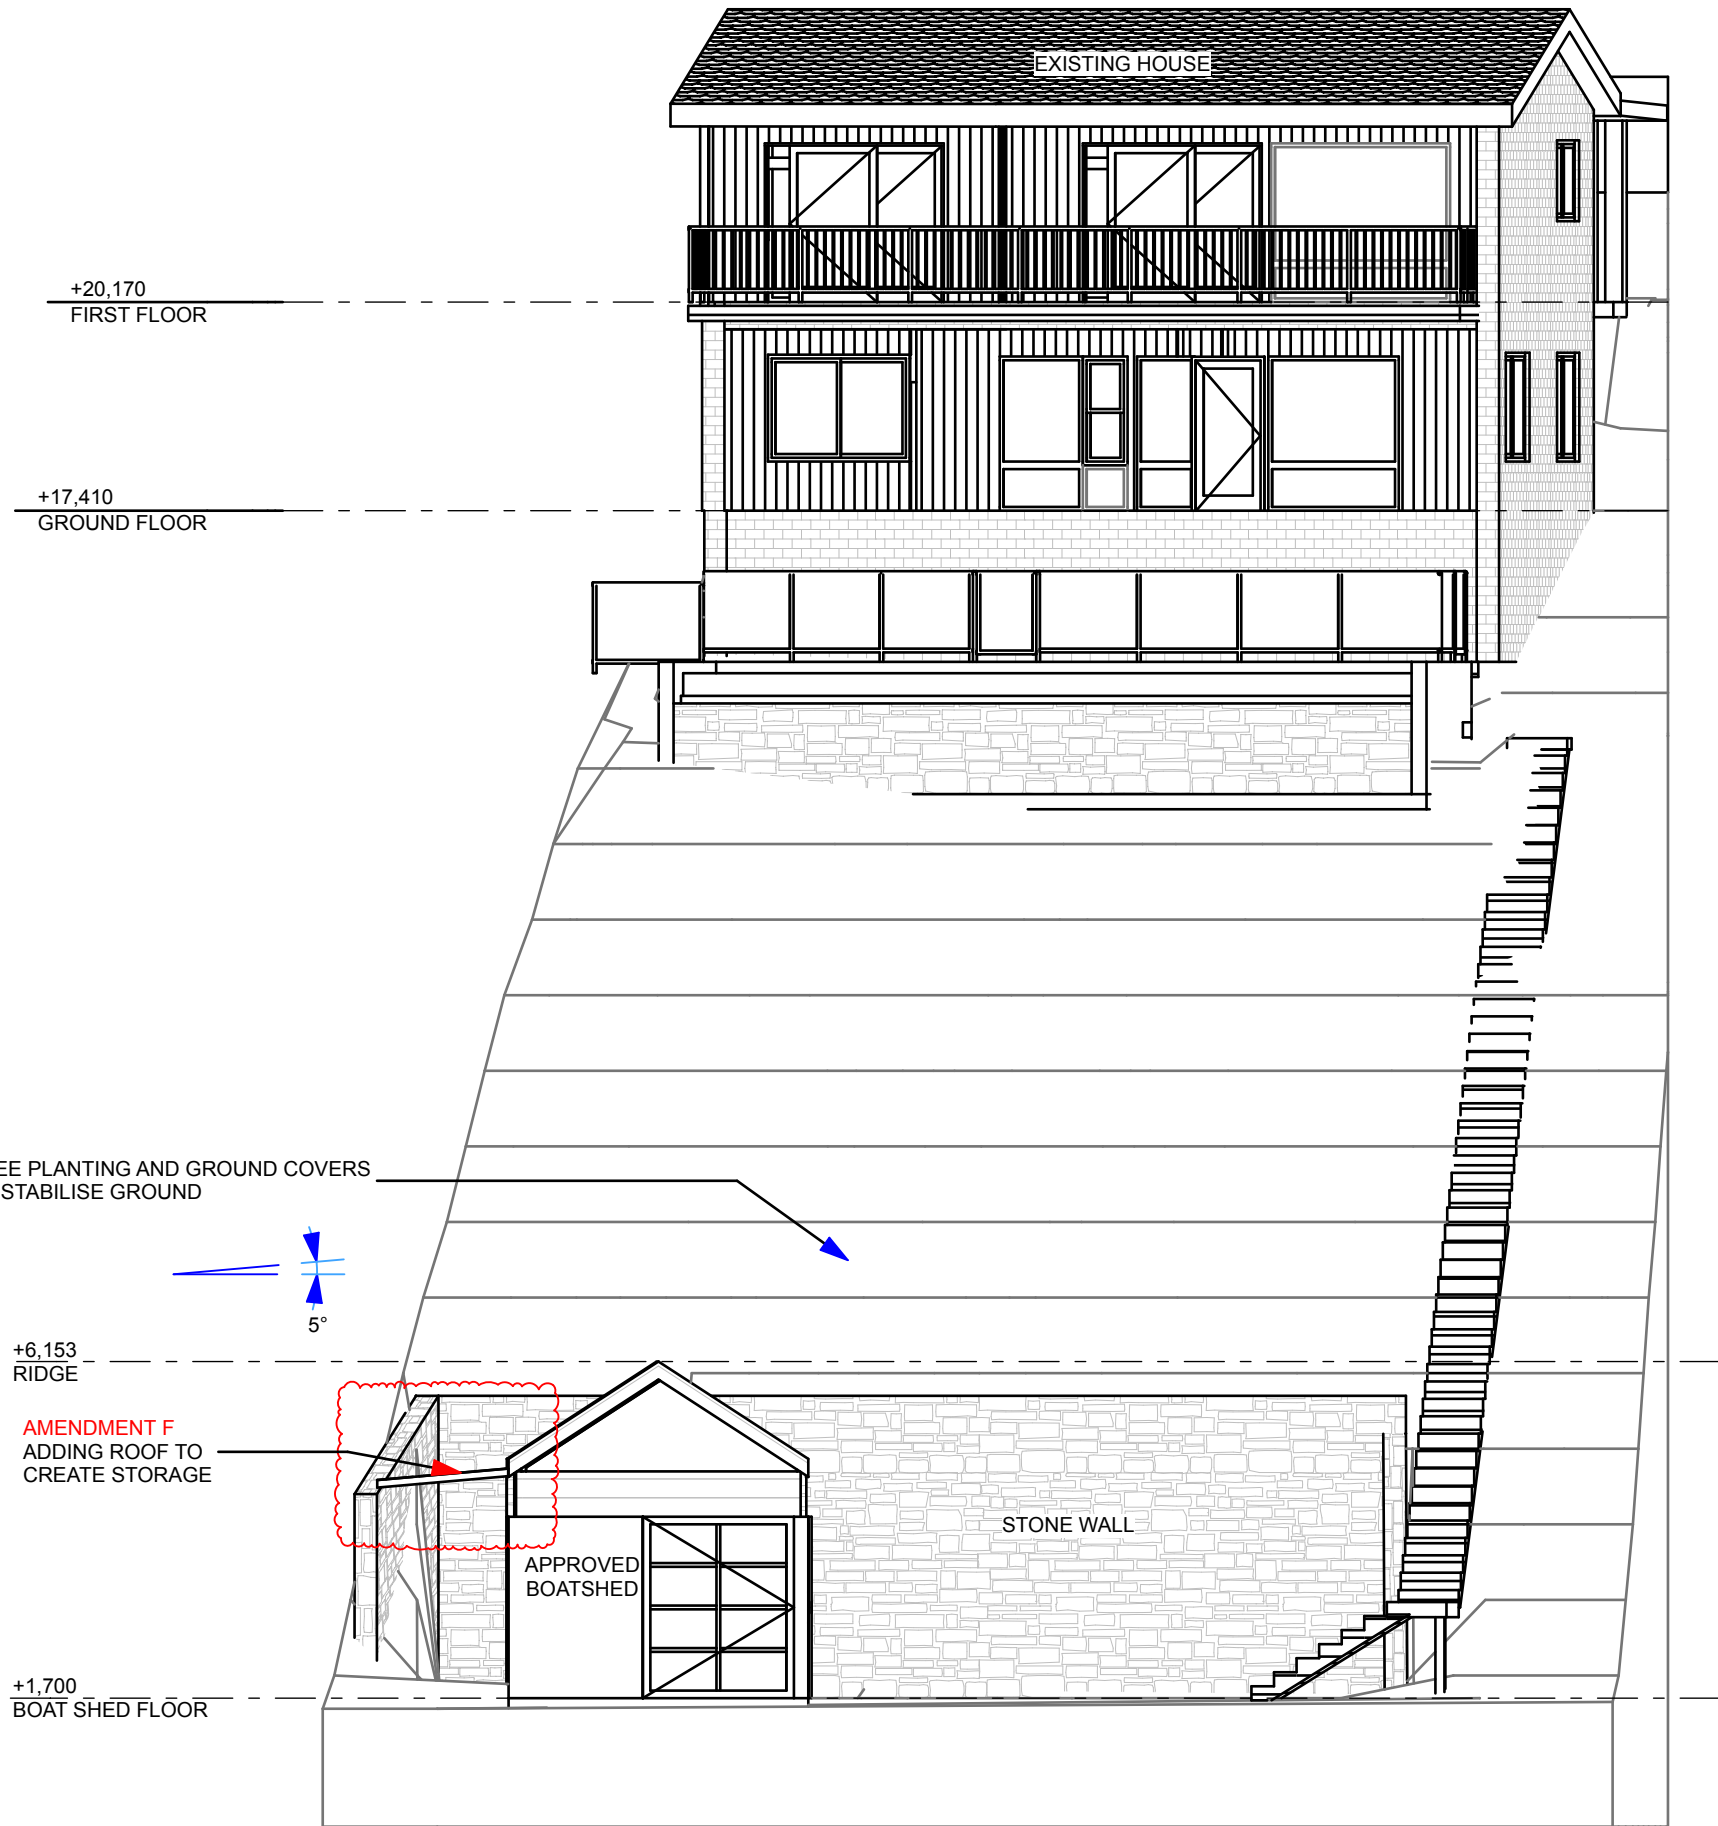 EXISTING HOUSE
+20,170
FIRST FLOOR
+17,410
GROUND FLOOR
PLANTING AND GROUND COVERS
STABILISE GROUND
5°
+6,153
RIDGE
AMENDMENT F
ADDING ROOF TO
CREATE STORAGE
STONE WALL
APPROVED
BOATSHED
+1,700
BOAT SHED FLOOR